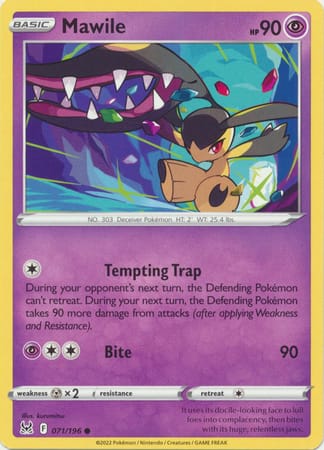 BASIC Mawile HP 90
NO. 303 Deceiver Pokémon HT: 2' WT: 25.4 lbs.
Tempting Trap
During your opponent's next turn, the Defending Pokémon
can't retreat. During your next turn, the Defending Pokémon
takes 90 more damage from attacks (after applying Weakness
and Resistance).
Bite 90
weakness ×2 resistance retreat
illus. kurumitsu
F 071/196
It uses its docile-looking face to lull
foes into complacency, then bites
with its huge, relentless jaws.
©2022 Pokémon / Nintendo / Creatures / GAME FREAK